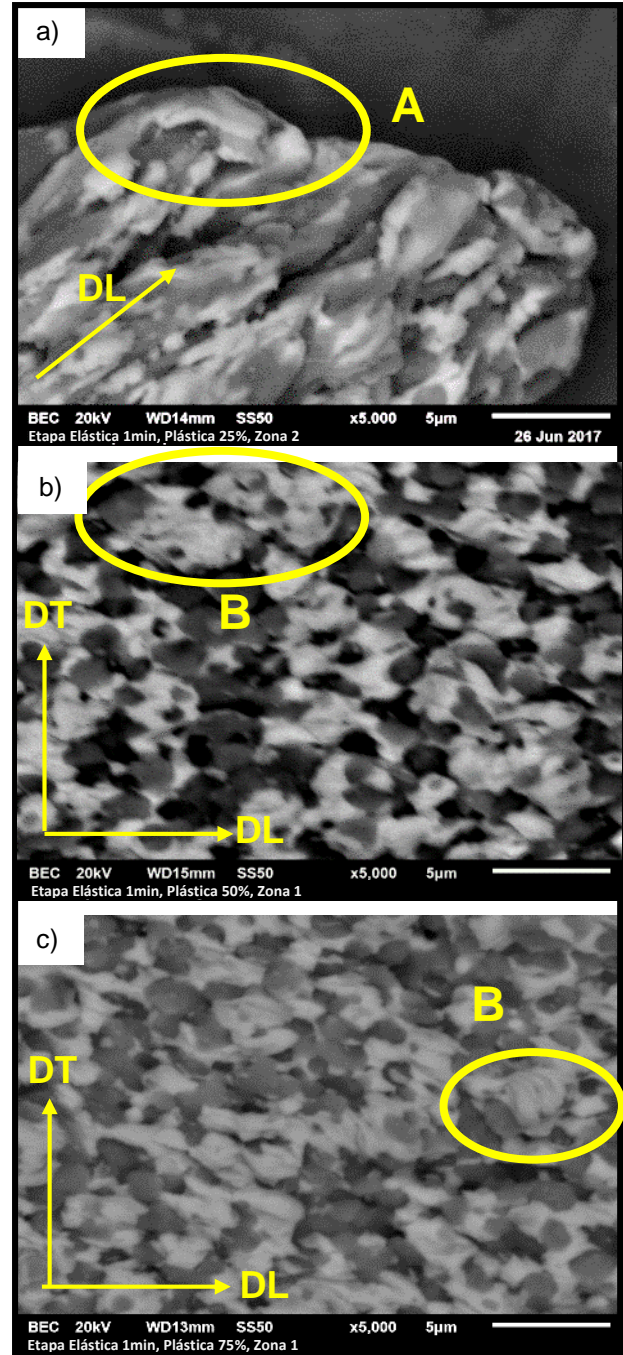 a)
A
DL
BEC 20kV WD14mm SS50 x5.000 5µm
Etapa Elástica 1min, Plástica 25%, Zona 2 26 Jun 2017
b)
B
DT
DL
BEC 20kV WD15mm SS50 x5,000 5µm
Etapa Elástica 1min, Plástica 50%, Zona 1
c)
B
DT
DL
BEC 20kV WD13mm SS50 x5,000 5µm
Etapa Elástica 1min, Plástica 75%, Zona 1